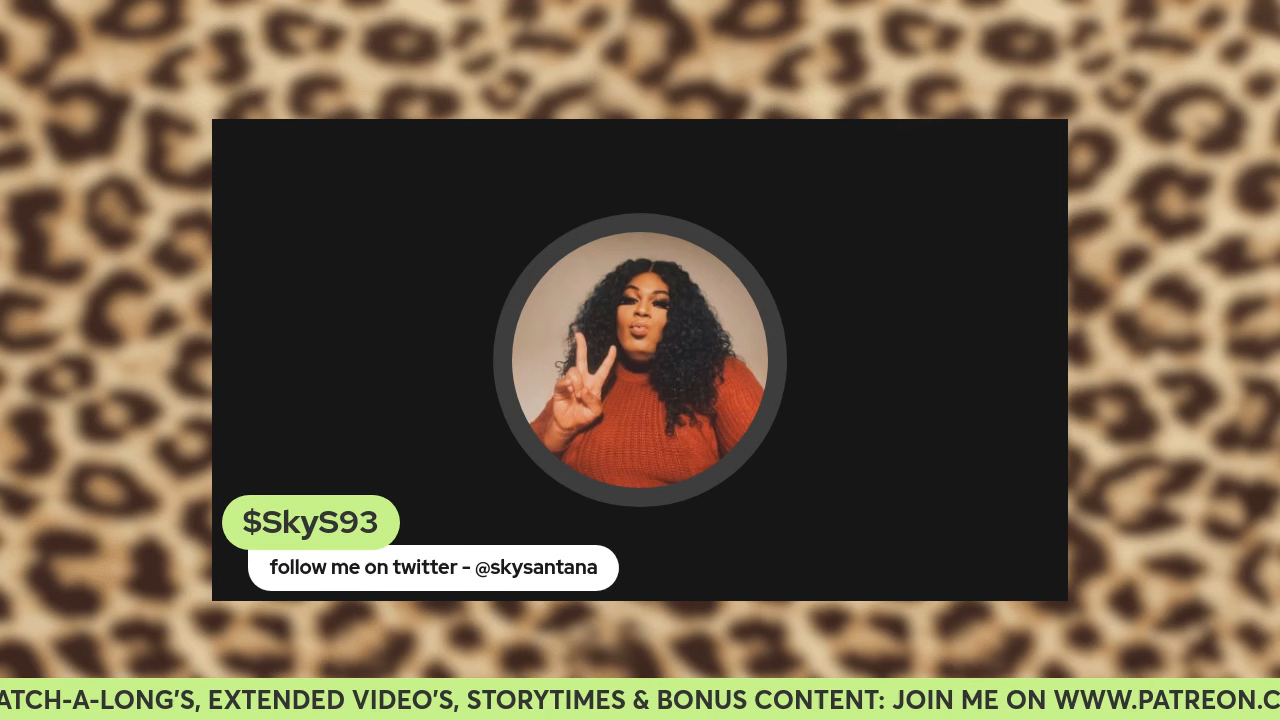 $SkyS93
follow me on twitter - @skysantana
ATCH-A-LONG'S, EXTENDED VIDEO'S, STORYTIMES & BONUS CONTENT: JOIN ME ON WWW.PATREON.C